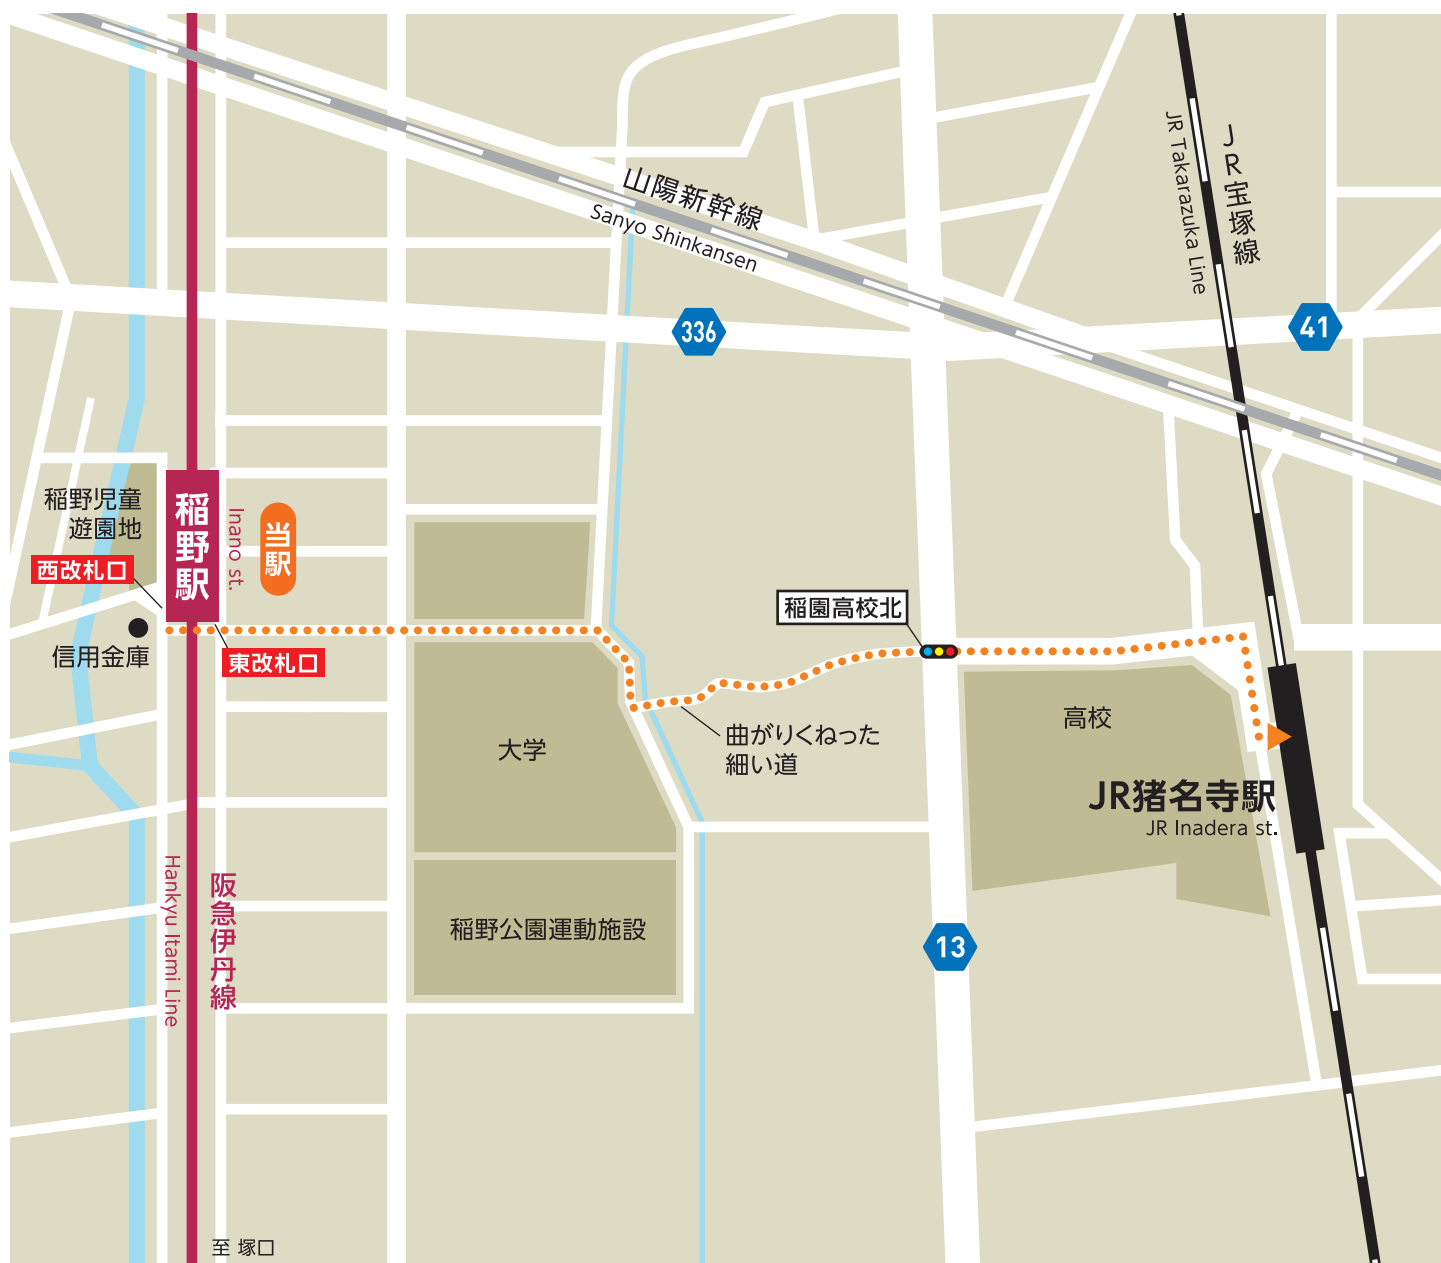 山陽新幹線
Sanyo Shinkansen
JR宝塚線
JR Takarazuka Line
336
41
稲野児童
遊園地
西改札口
稲野駅
Inano st.
当駅
信用金庫
東改札口
稲園高校北
大学
曲がりくねった
細い道
高校
JR猪名寺駅
JR Inadera st.
阪急伊丹線
Hankyu Itami Line
稲野公園運動施設
13
至 塚口